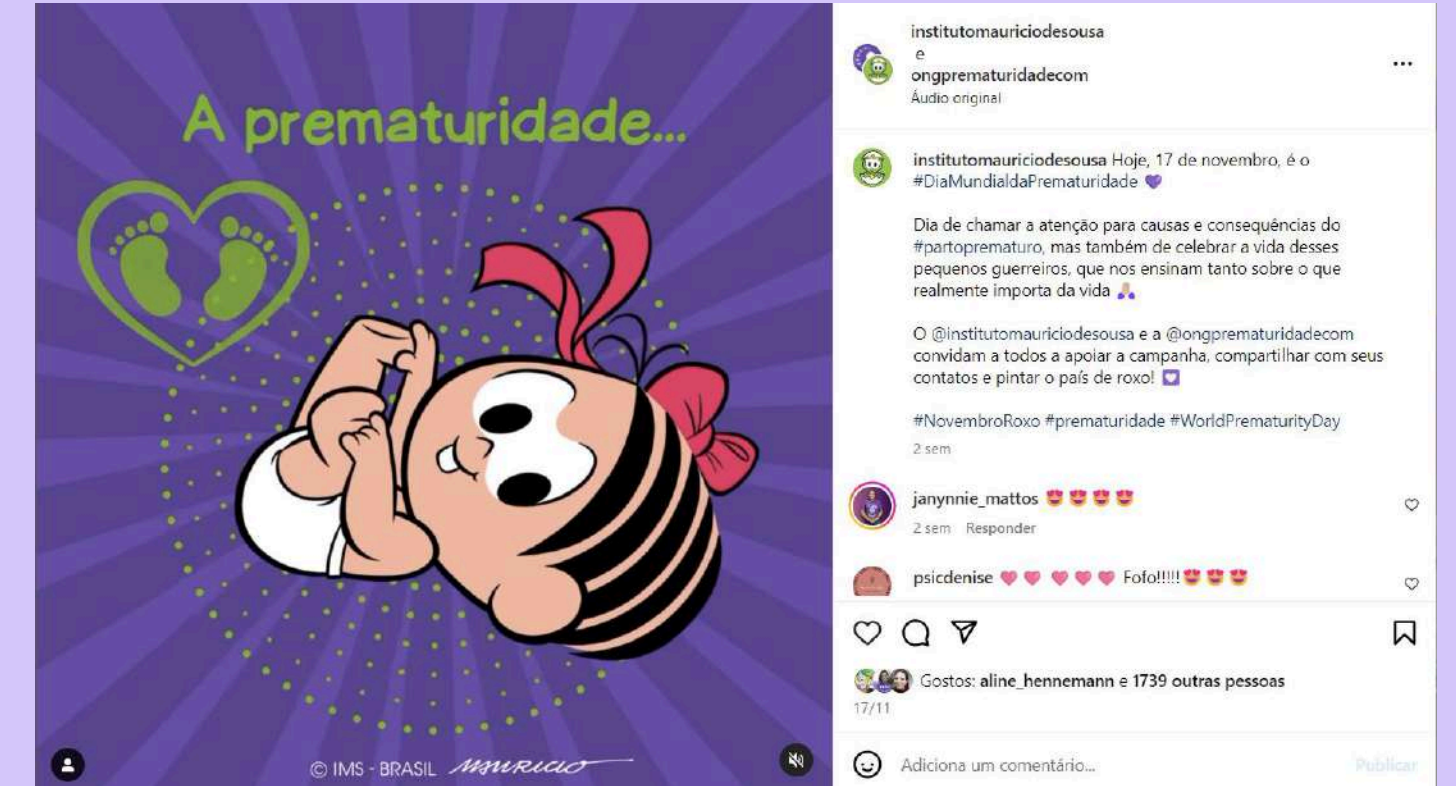 A prematuridade...
© IMS - BRASIL MAURICIO
institutomauriciodesousa
e
ongprematuridadecom
Áudio original
institutomauriciodesousa Hoje, 17 de novembro, é o
#DiaMundialdaPrematuridade 💜
Dia de chamar a atenção para causas e consequências do
#partoprematuro, mas também de celebrar a vida desses
pequenos guerreiros, que nos ensinam tanto sobre o que
realmente importa da vida 🙏🏼
O @institutomauriciodesousa e a @ongprematuridadecom
convidam a todos a apoiar a campanha, compartilhar com seus
contatos e pintar o país de roxo! 💟
#NovembroRoxo #prematuridade #WorldPrematurityDay
2 sem
janynnie_mattos 😍😍😍😍
2 sem Responder
psicdenise 💗💗💗💗💗 Fofo!!!!!😍😍😍
Gostos: aline_hennemann e 1739 outras pessoas
17/11
Adiciona um comentário...
Publicar